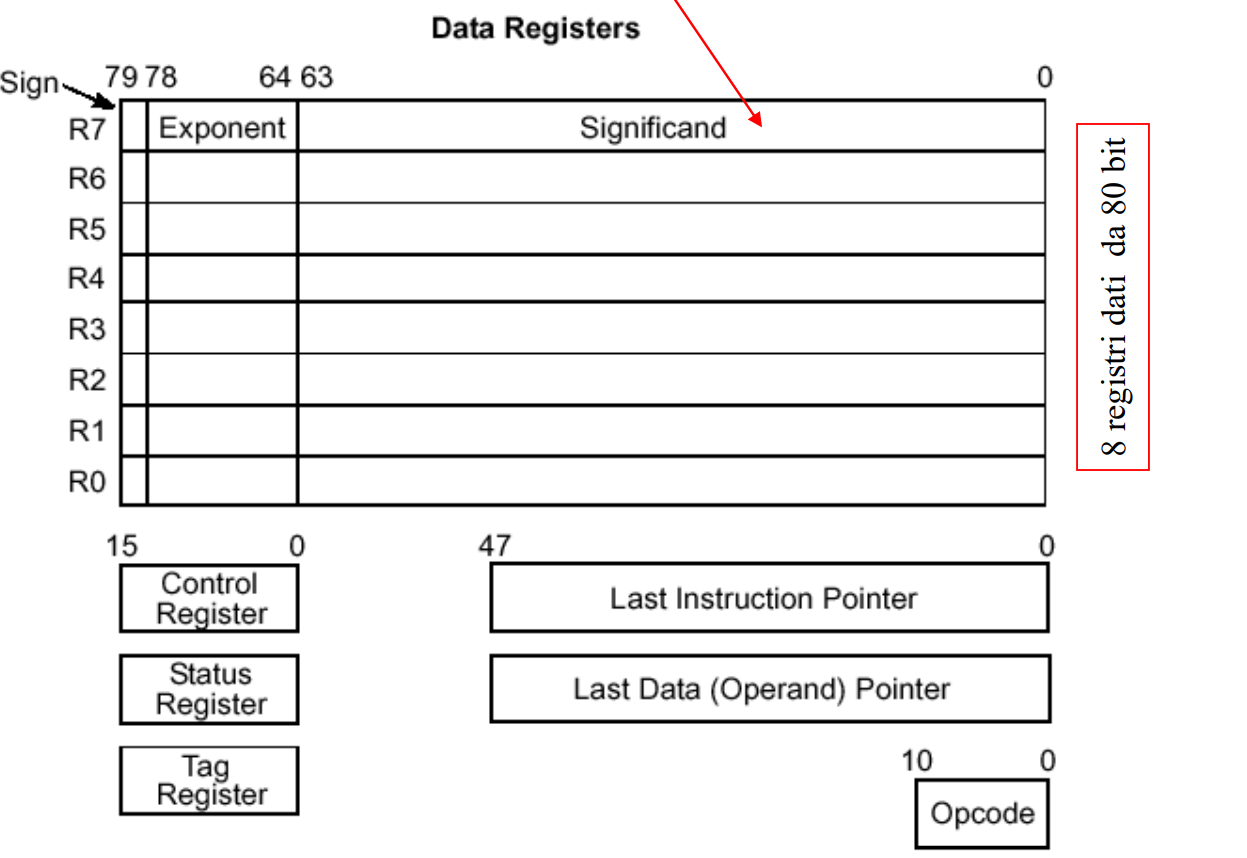 Data Registers
Sign 79 78 64 63 0
R7 Exponent Significand
R6
R5
R4
R3
R2
R1
R0
8 registri dati da 80 bit
15 0 47 0
Control
Register
Last Instruction Pointer
Status
Register
Last Data (Operand) Pointer
10 0
Tag
Register
Opcode